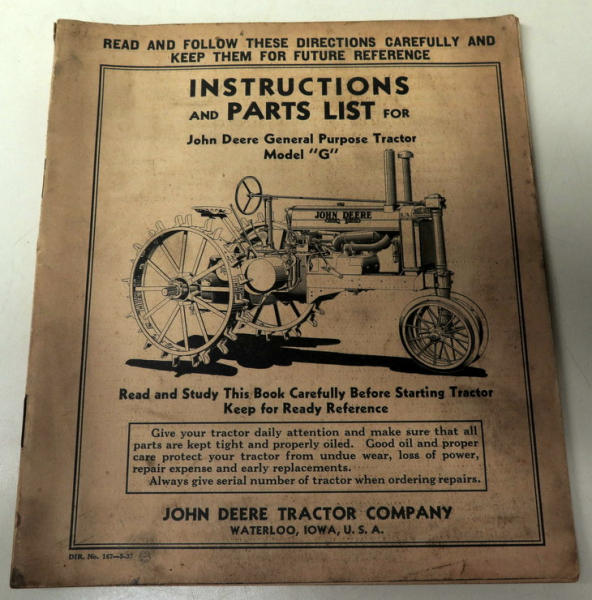 READ AND FOLLOW THESE DIRECTIONS CAREFULLY AND
KEEP THEM FOR FUTURE REFERENCE
INSTRUCTIONS
AND PARTS LIST FOR
John Deere General Purpose Tractor
Model "G"
JOHN DEERE
Read and Study This Book Carefully Before Starting Tractor
Keep for Ready Reference
Give your tractor daily attention and make sure that all
parts are kept tight and properly oiled. Good oil and proper
care protect your tractor from undue wear, loss of power,
repair expense and early replacements.
Always give serial number of tractor when ordering repairs.
JOHN DEERE TRACTOR COMPANY
WATERLOO, IOWA, U. S. A.
DIR. No. 167—5-37